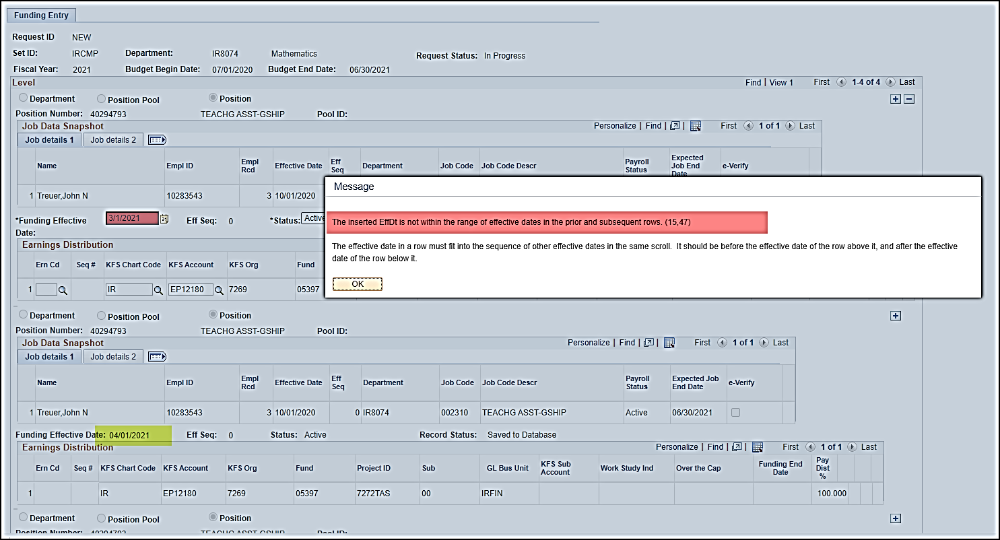 Funding Entry
Request ID NEW
Set ID: IRCMP Department: IR8074 Mathematics Request Status: In Progress
Fiscal Year: 2021 Budget Begin Date: 07/01/2020 Budget End Date: 06/30/2021
Level Find | View 1 First 1-4 of 4 Last
Department Position Pool Position
Position Number: 40294793 TEACHG ASST-GSHIP Pool ID:
Job Data Snapshot Personalize | Find | First 1 of 1 Last
Job details 1 Job details 2
Name Empl ID Empl Rcd Effective Date Eff Seq Department Job Code Job Code Descr Payroll Status Expected Job End Date e-Verify
1 Treuer,John N 10283543 3 10/01/2020
*Funding Effective Date: 3/1/2021 Eff Seq: 0 *Status: Active
Earnings Distribution
Ern Cd Seq # KFS Chart Code KFS Account KFS Org Fund
1 IR EP12180 7269 05397
Message
The inserted EffDt is not within the range of effective dates in the prior and subsequent rows. (15,47)
The effective date in a row must fit into the sequence of other effective dates in the same scroll. It should be before the effective date of the row above it, and after the effective
date of the row below it.
OK
Department Position Pool Position
Position Number: 40294793 TEACHG ASST-GSHIP Pool ID:
Job Data Snapshot Personalize | Find | First 1 of 1 Last
Job details 1 Job details 2
Name Empl ID Empl Rcd Effective Date Eff Seq Department Job Code Job Code Descr Payroll Status Expected Job End Date e-Verify
1 Treuer,John N 10283543 3 10/01/2020 0 IR8074 002310 TEACHG ASST-GSHIP Active 06/30/2021
Funding Effective Date: 04/01/2021 Eff Seq: 0 Status: Active Record Status: Saved to Database
Earnings Distribution Personalize | Find | First 1 of 1 Last
Ern Cd Seq # KFS Chart Code KFS Account KFS Org Fund Project ID Sub GL Bus Unit KFS Sub Account Work Study Ind Over the Cap Funding End Date Pay Dist %
1 IR EP12180 7269 05397 7272TAS 00 IRFIN 100.000
Department Position Pool Position
Position Number: 40294793 TEACHG ASST-GSHIP Pool ID: